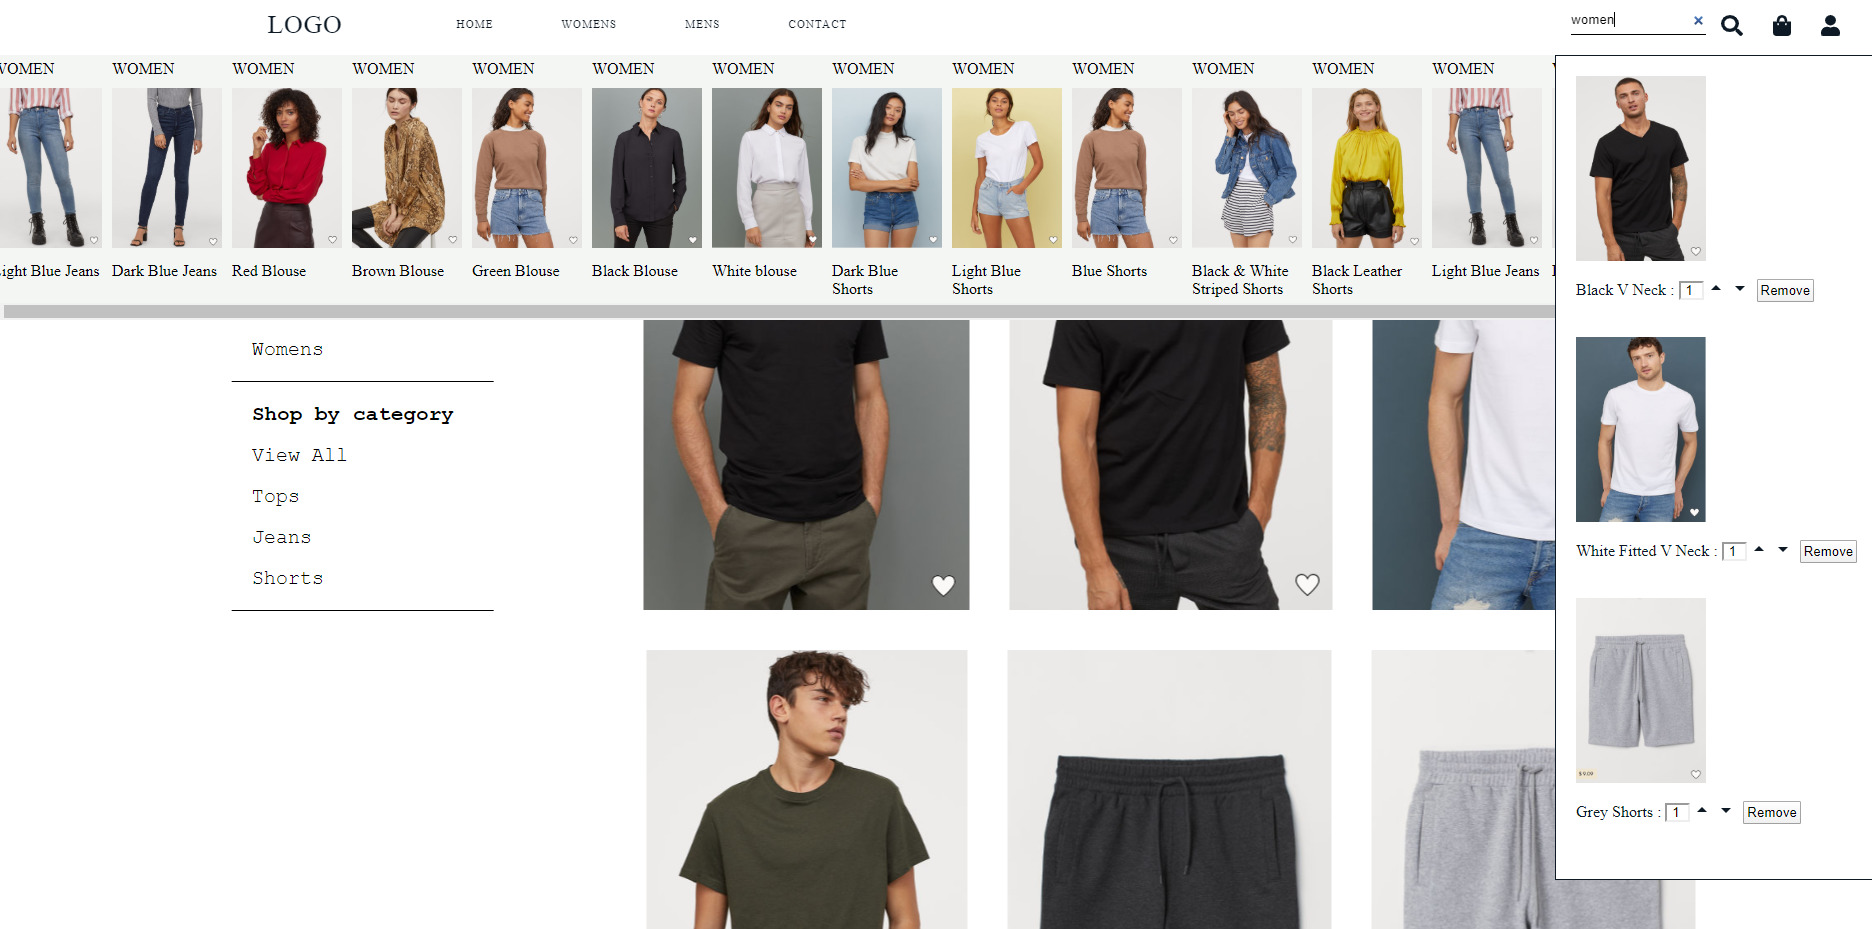 LOGO
HOME
WOMENS
MENS
CONTACT
women
WOMEN
WOMEN
WOMEN
WOMEN
WOMEN
WOMEN
WOMEN
WOMEN
WOMEN
WOMEN
WOMEN
WOMEN
Light Blue Jeans
Dark Blue Jeans
Red Blouse
Brown Blouse
Green Blouse
Black Blouse
White blouse
Dark Blue
Shorts
Light Blue
Shorts
Blue Shorts
Black & White
Striped Shorts
Black Leather
Shorts
Light Blue Jeans
Womens
Shop by category
View All
Tops
Jeans
Shorts
Black V Neck : 1 Remove
White Fitted V Neck : 1 Remove
$9.09
Grey Shorts : 1 Remove